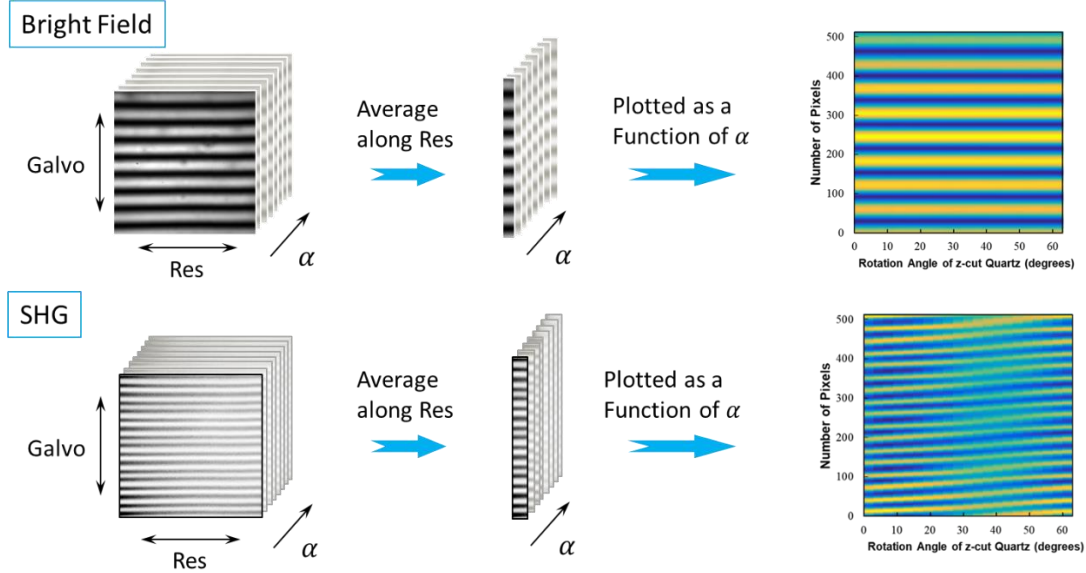 Bright Field
Galvo
Res
α
Average
along Res
α
Plotted as a
Function of α
Number of Pixels
500
400
300
200
100
0
0 10 20 30 40 50 60
Rotation Angle of z-cut Quartz (degrees)
SHG
Galvo
Res
α
Average
along Res
α
Plotted as a
Function of α
Number of Pixels
500
400
300
200
100
0
0 10 20 30 40 50 60
Rotation Angle of z-cut Quartz (degrees)